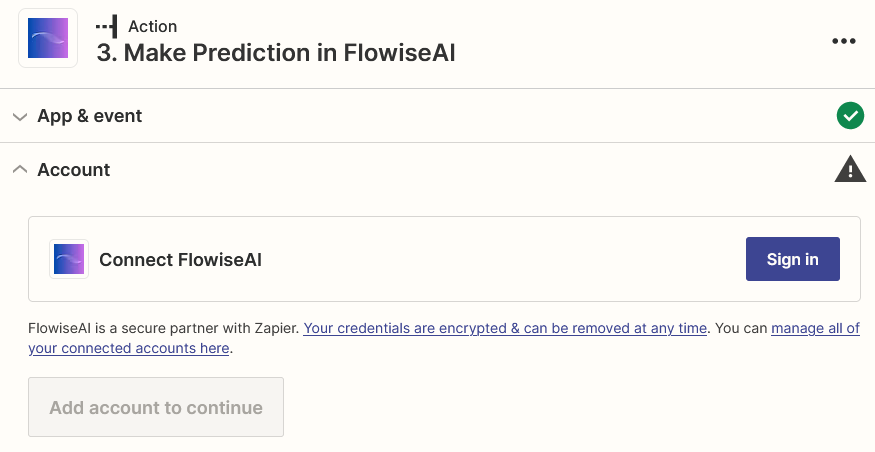 Action
3. Make Prediction in FlowiseAI
App & event
Account
Connect FlowiseAI
Sign in
FlowiseAI is a secure partner with Zapier. Your credentials are encrypted & can be removed at any time. You can manage all of
your connected accounts here.
Add account to continue